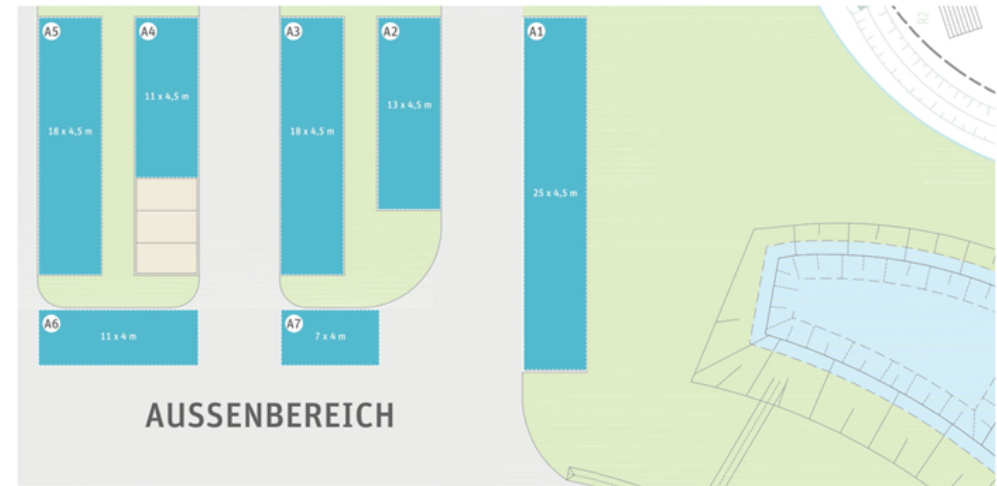 A5
A4
A3
A2
A1
R2
11 x 4,5 m
13 x 4,5 m
18 x 4,5 m
18 x 4,5 m
25 x 4,5 m
A6
A7
11 x 4 m
7 x 4 m
AUSSENBEREICH